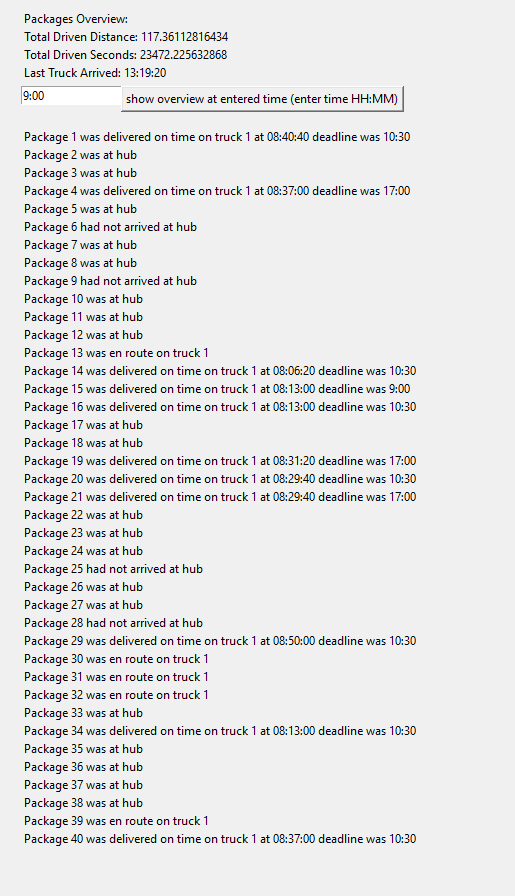 Packages Overview:
Total Driven Distance: 117.36112816434
Total Driven Seconds: 23472.225632868
Last Truck Arrived: 13:19:20
9:00 show overview at entered time (enter time HH:MM)
Package 1 was delivered on time on truck 1 at 08:40:40 deadline was 10:30
Package 2 was at hub
Package 3 was at hub
Package 4 was delivered on time on truck 1 at 08:37:00 deadline was 17:00
Package 5 was at hub
Package 6 had not arrived at hub
Package 7 was at hub
Package 8 was at hub
Package 9 had not arrived at hub
Package 10 was at hub
Package 11 was at hub
Package 12 was at hub
Package 13 was en route on truck 1
Package 14 was delivered on time on truck 1 at 08:06:20 deadline was 10:30
Package 15 was delivered on time on truck 1 at 08:13:00 deadline was 9:00
Package 16 was delivered on time on truck 1 at 08:13:00 deadline was 10:30
Package 17 was at hub
Package 18 was at hub
Package 19 was delivered on time on truck 1 at 08:31:20 deadline was 17:00
Package 20 was delivered on time on truck 1 at 08:29:40 deadline was 10:30
Package 21 was delivered on time on truck 1 at 08:29:40 deadline was 17:00
Package 22 was at hub
Package 23 was at hub
Package 24 was at hub
Package 25 had not arrived at hub
Package 26 was at hub
Package 27 was at hub
Package 28 had not arrived at hub
Package 29 was delivered on time on truck 1 at 08:50:00 deadline was 10:30
Package 30 was en route on truck 1
Package 31 was en route on truck 1
Package 32 was en route on truck 1
Package 33 was at hub
Package 34 was delivered on time on truck 1 at 08:13:00 deadline was 10:30
Package 35 was at hub
Package 36 was at hub
Package 37 was at hub
Package 38 was at hub
Package 39 was en route on truck 1
Package 40 was delivered on time on truck 1 at 08:37:00 deadline was 10:30